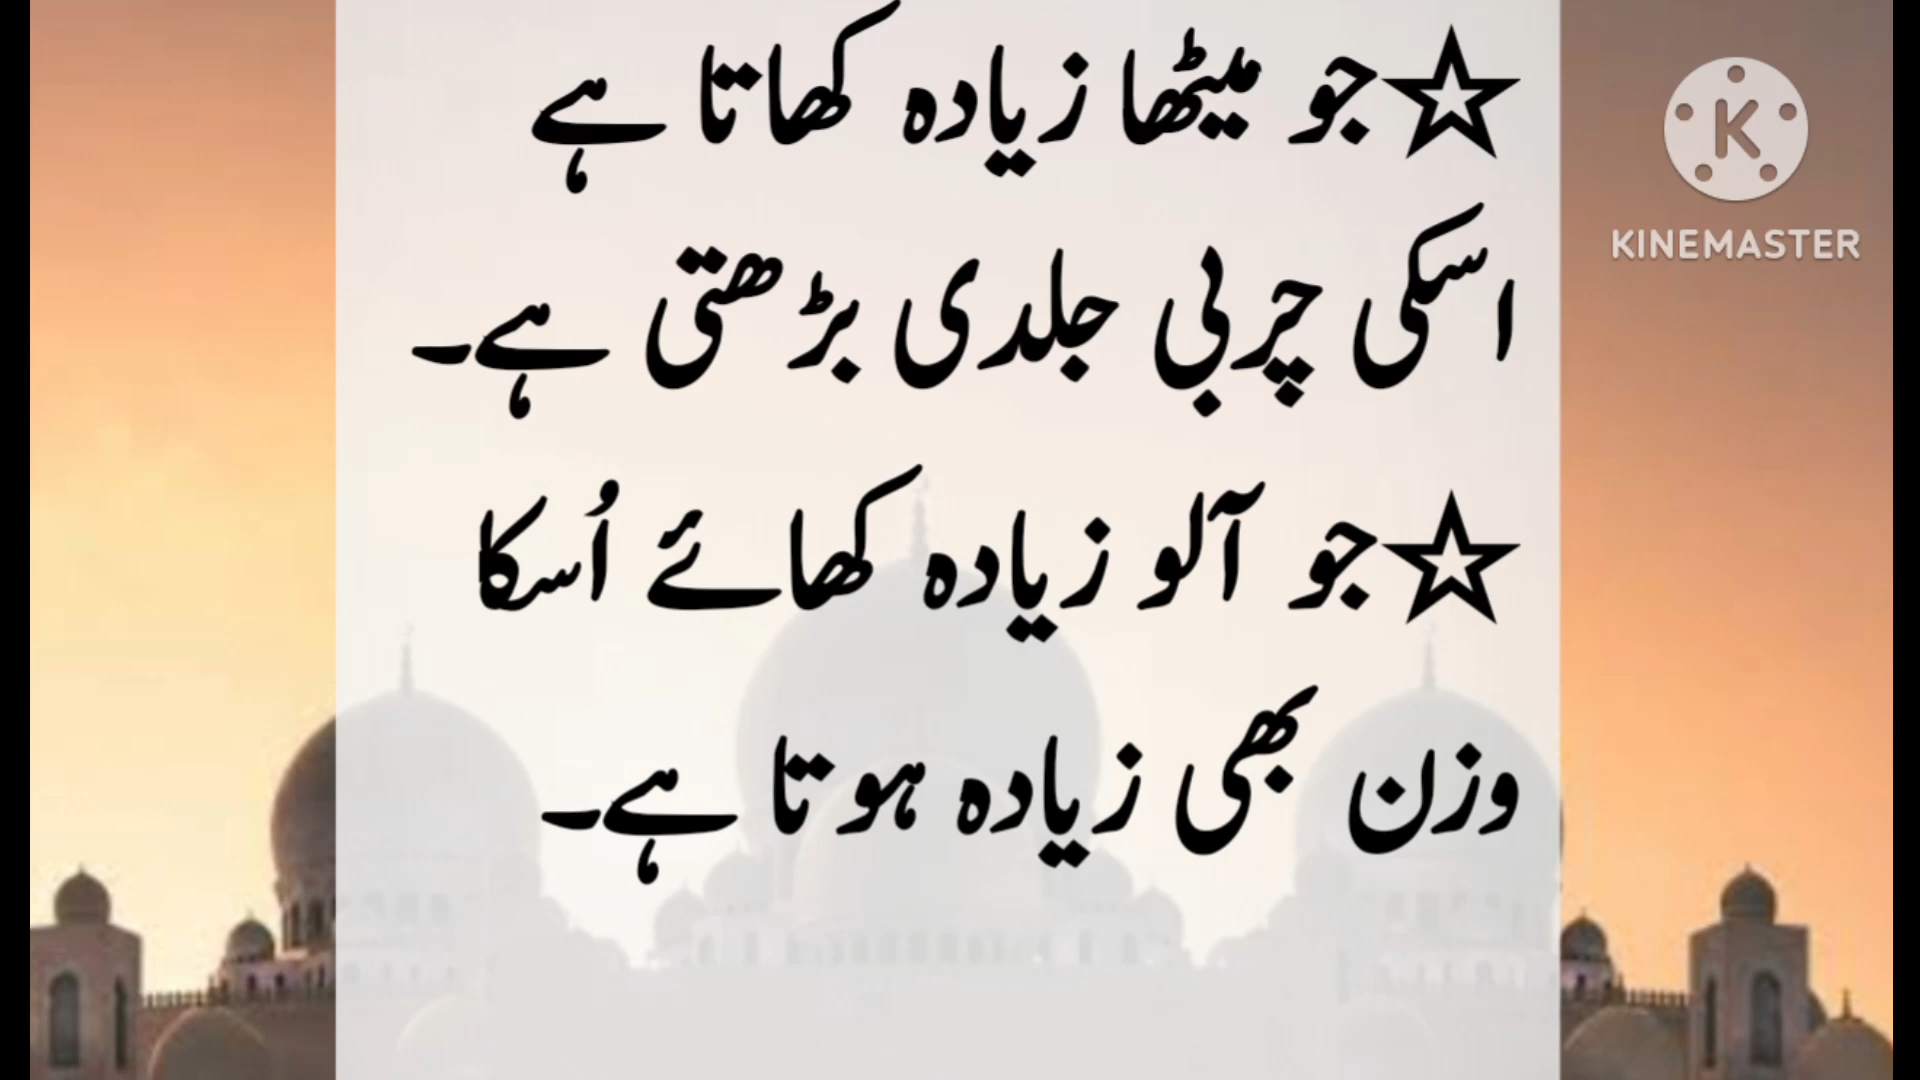 ☆جو میٹھا زیادہ کھاتا ہے
اسکی چربی جلدی بڑھتی ہے۔
☆جو آلو زیادہ کھائے اُسکا
وزن بھی زیادہ ہوتا ہے۔
K
KINEMASTER